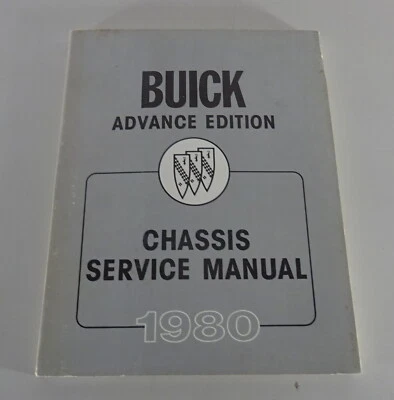 BUICK
ADVANCE EDITION
CHASSIS
SERVICE MANUAL
1980